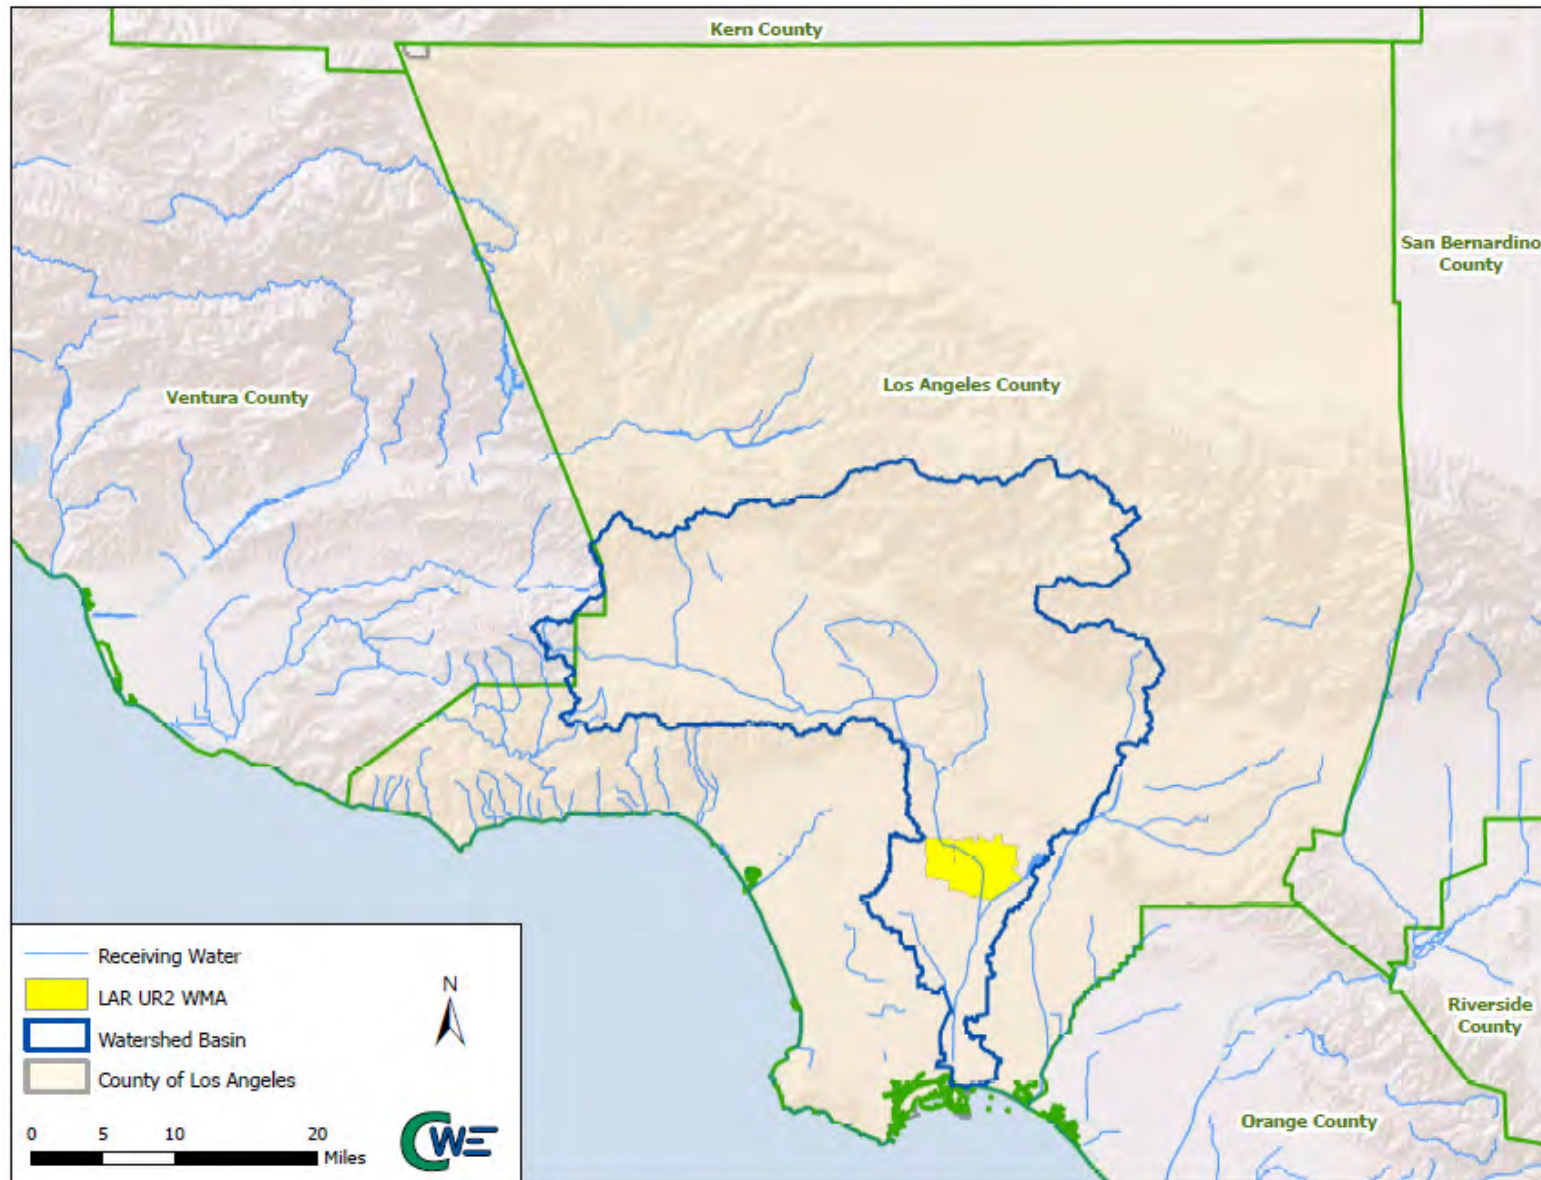 Kern County
San Bernardino
County
Los Angeles County
Ventura County
Receiving Water
LAR UR2 WMA
Watershed Basin
County of Los Angeles
N
0 5 10 20
Miles
CWE
Riverside
County
Orange County